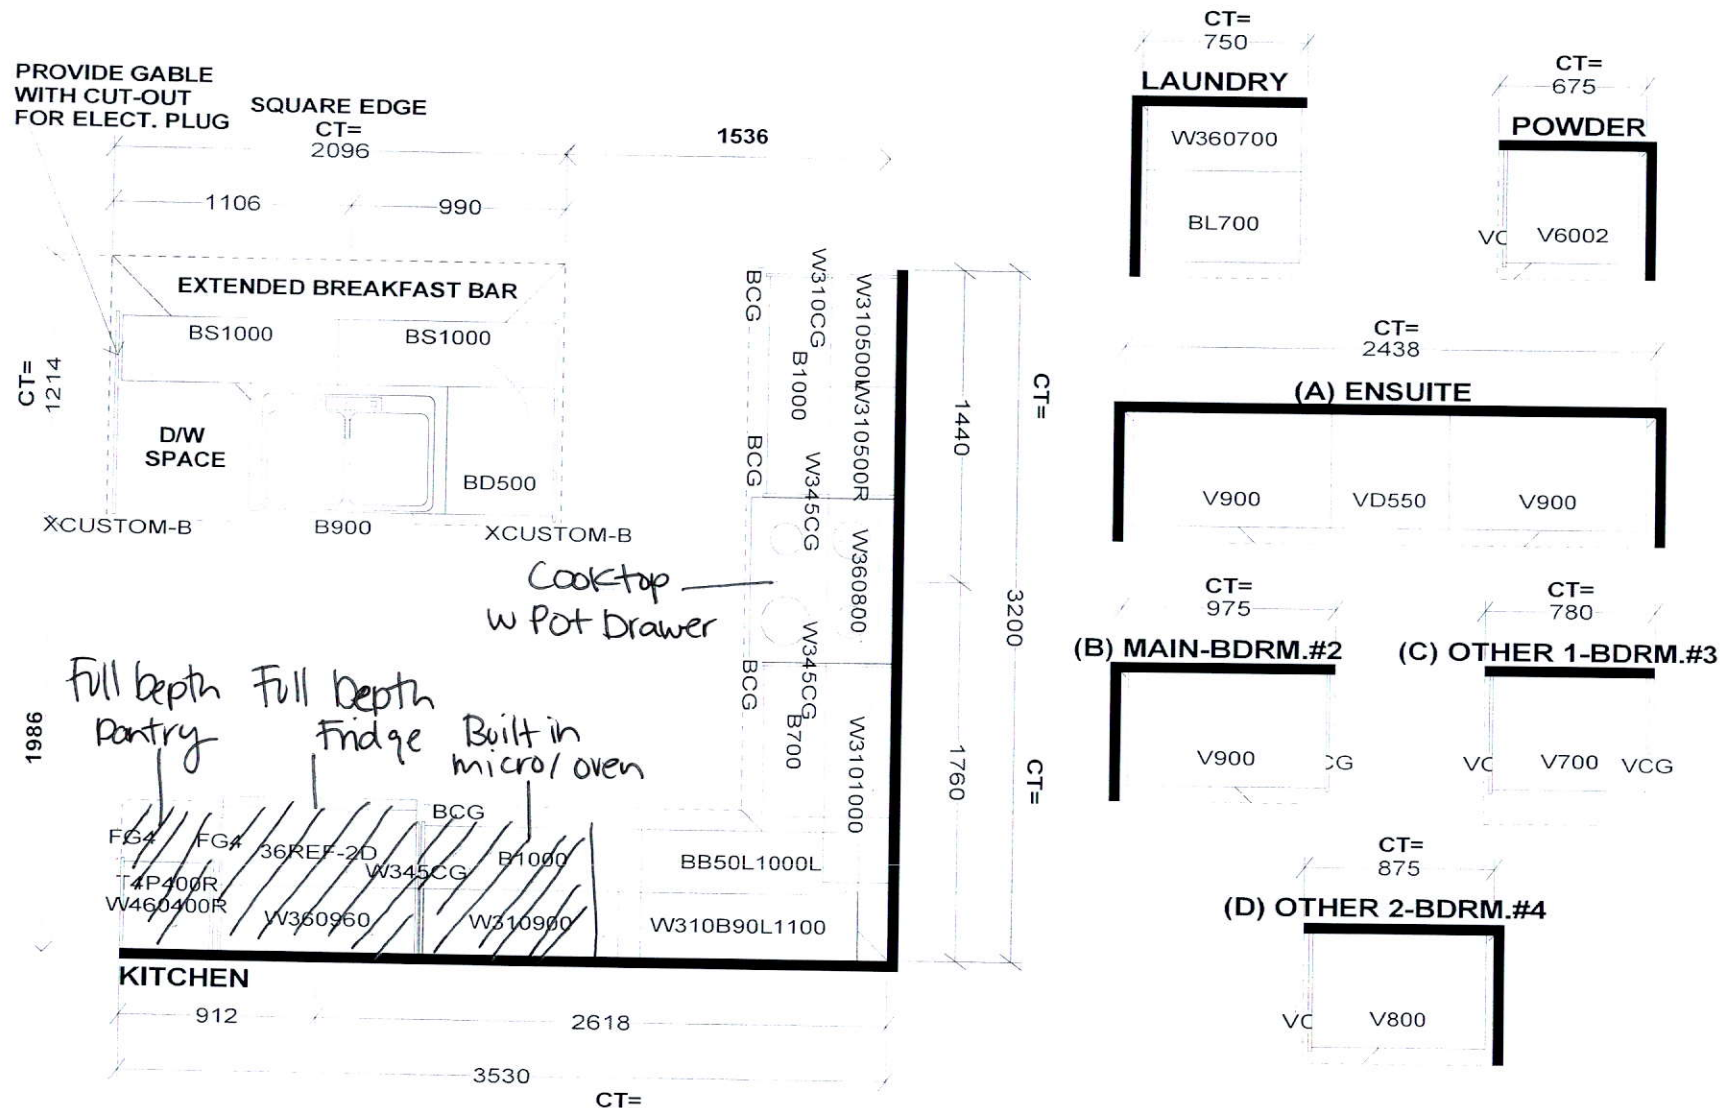 PROVIDE GABLE
WITH CUT-OUT
FOR ELECT. PLUG
SQUARE EDGE
CT=
2096
1536
1106
990
EXTENDED BREAKFAST BAR
BS1000
BS1000
CT=
1214
D/W
SPACE
BD500
XCUSTOM-B
B900
XCUSTOM-B
BCG
W310CG
W310500L
B1000
W310500R
BCG
W345CG
W360800
W345CG
BCG
B700
W3101000
1440
CT=
3200
1760
CT=
Cooktop
w Pot Drawer
Full Depth
Pantry
Full Depth
Fridge
Built in
micro/oven
1986
FG4
FG4
36REF-2D
BCG
W345CG
B1000
T4P400R
W460400R
W360960
W310900
BB50L1000L
W310B90L1100
KITCHEN
912
2618
3530
CT=
CT=
750
LAUNDRY
W360700
BL700
CT=
675
POWDER
VC
V6002
CT=
2438
(A) ENSUITE
V900
VD550
V900
CT=
975
(B) MAIN-BDRM.#2
V900
CG
CT=
780
(C) OTHER 1-BDRM.#3
VC
V700
VCG
CT=
875
(D) OTHER 2-BDRM.#4
VC
V800